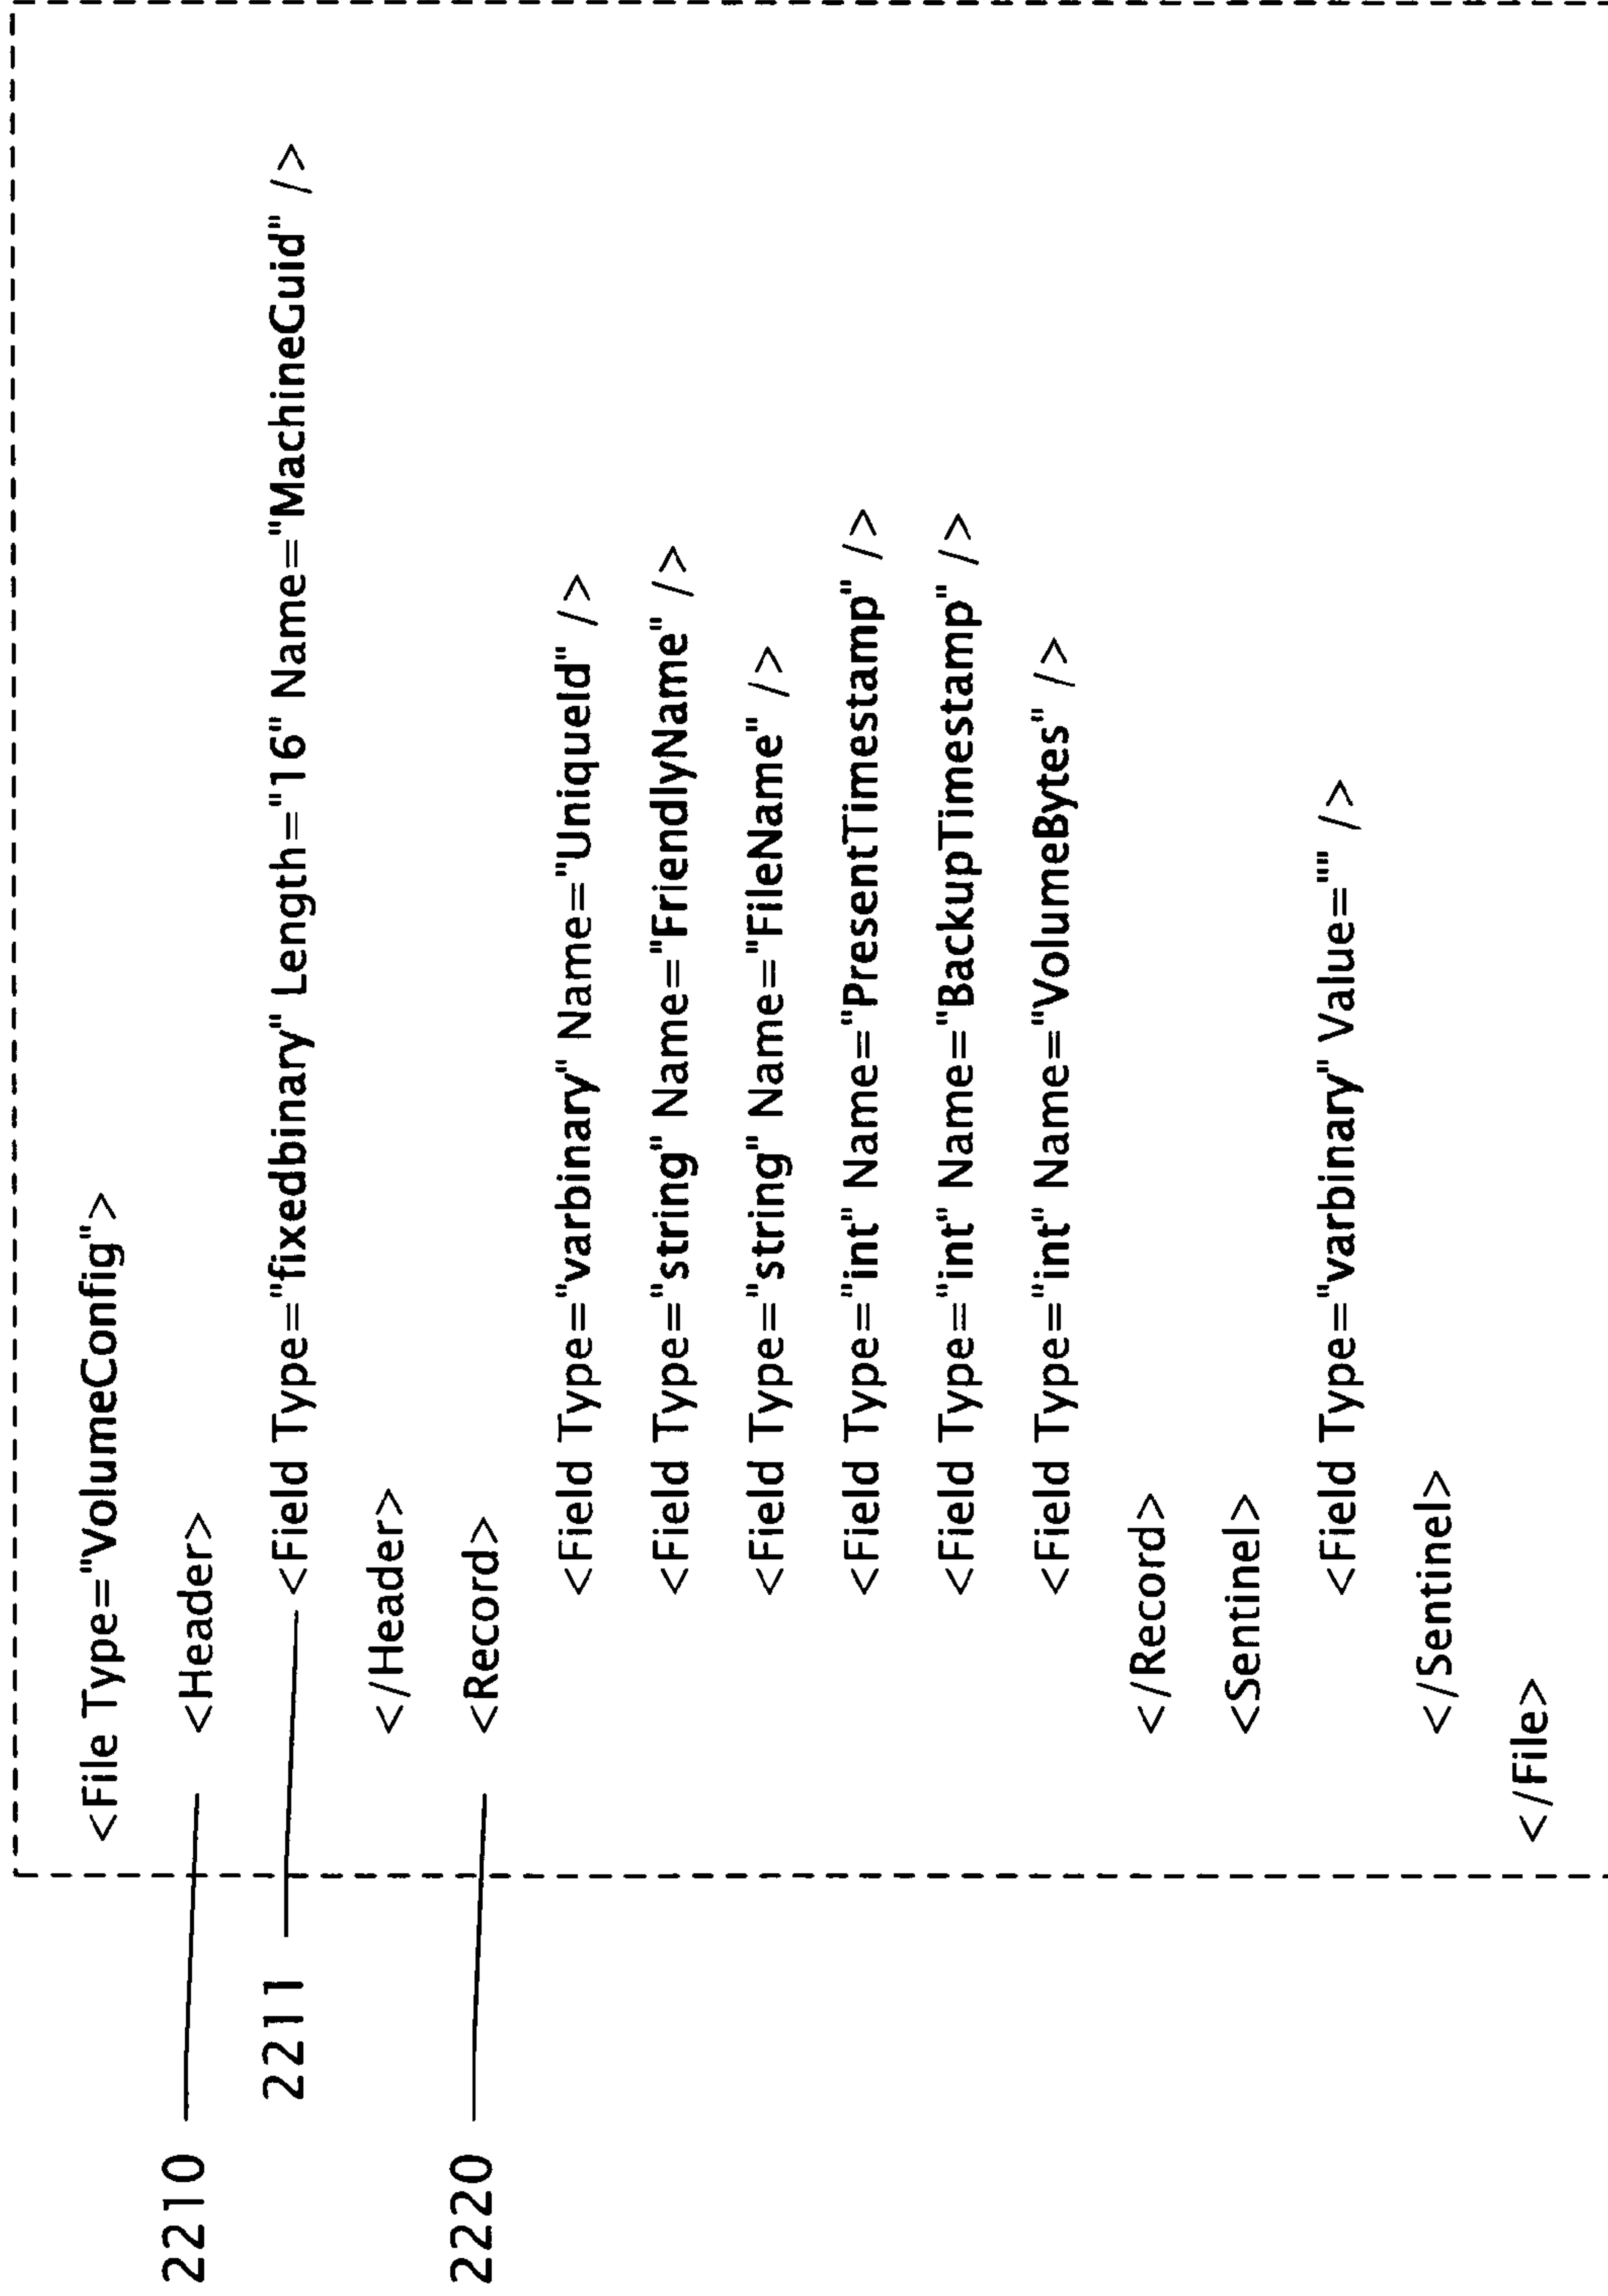 <File Type="VolumeConfig">
2210 <Header>
2211 <Field Type="fixedbinary" Length="16" Name="MachineGuid" />
</Header>
2220 <Record>
<Field Type="varbinary" Name="UniqueId" />
<Field Type="string" Name="FriendlyName" />
<Field Type="string" Name="FileName" />
<Field Type="int" Name="PresentTimestamp" />
<Field Type="int" Name="BackupTimestamp" />
<Field Type="int" Name="VolumeBytes" />
</Record>
<Sentinel>
<Field Type="varbinary" Value="" />
</Sentinel>
</File>